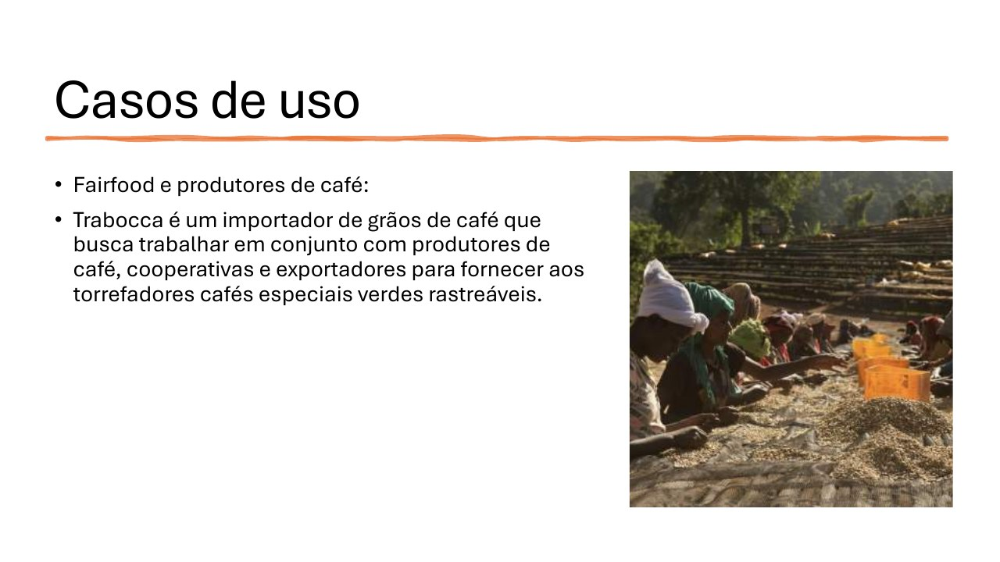 Casos de uso
• Fairfood e produtores de café:
• Trabocca é um importador de grãos de café que
busca trabalhar em conjunto com produtores de
café, cooperativas e exportadores para fornecer aos
torrefadores cafés especiais verdes rastreáveis.